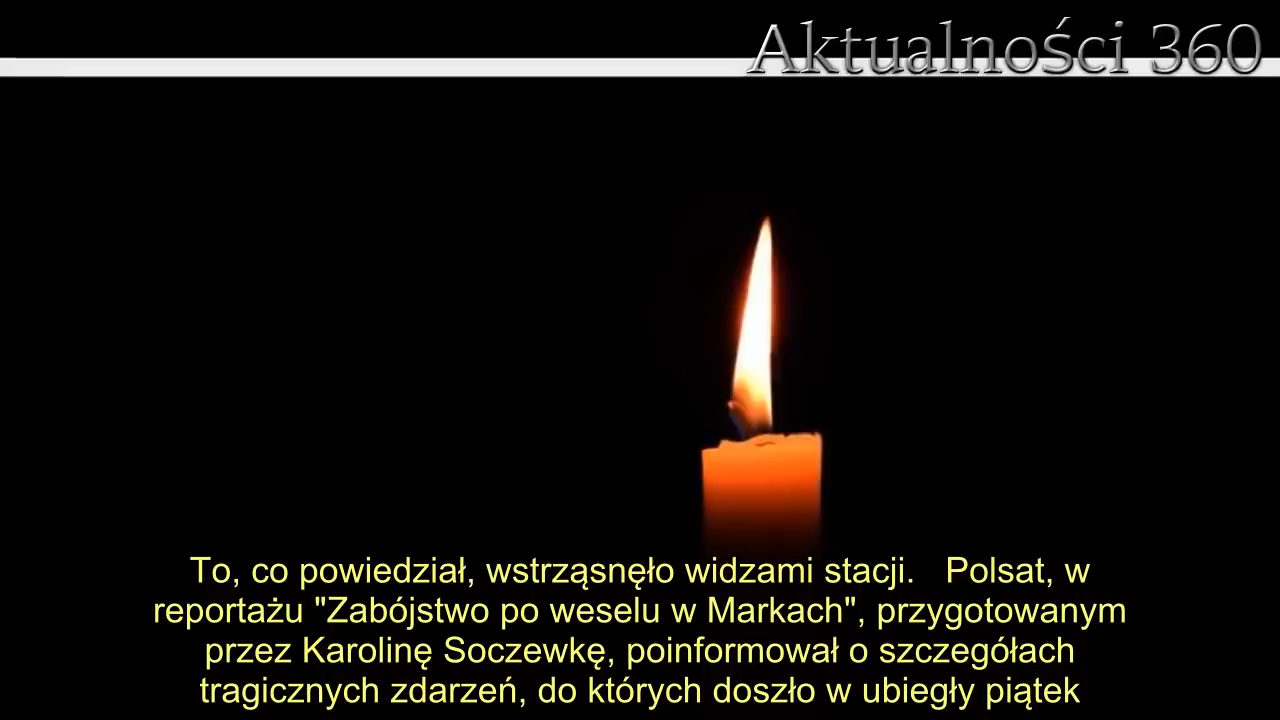 Aktualności 360
To, co powiedział, wstrząsnęło widzami stacji.   Polsat, w
reportażu "Zabójstwo po weselu w Markach", przygotowanym
przez Karolinę Soczewkę, poinformował o szczegółach
tragicznych zdarzeń, do których doszło w ubiegły piątek